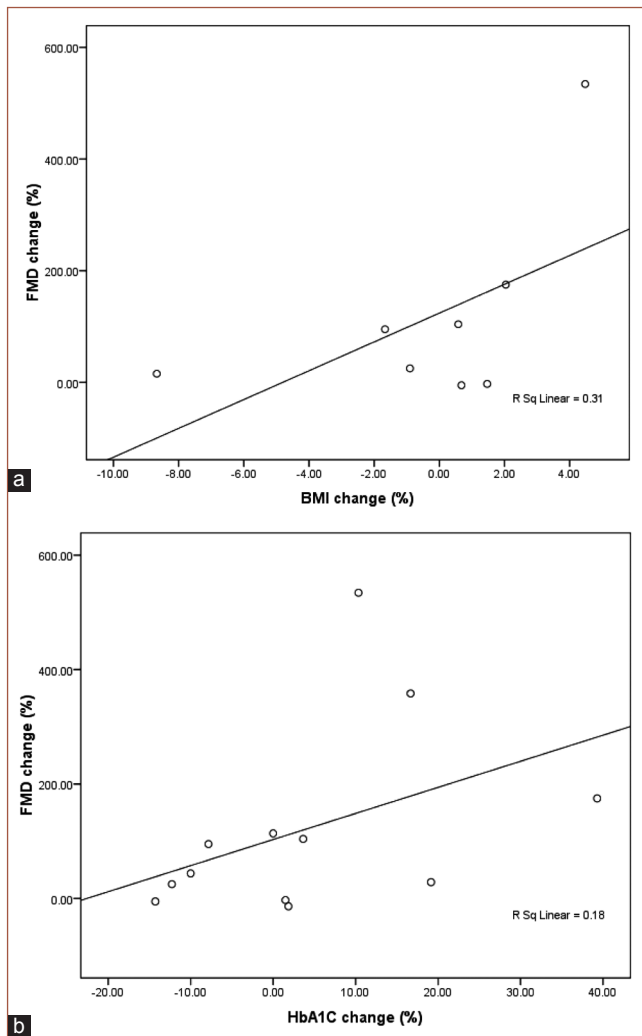 600.00
400.00
200.00
0.00
FMD change (%)
R Sq Linear = 0.31
-10.00 -8.00 -6.00 -4.00 -2.00 0.00 2.00 4.00
BMI change (%)
a
600.00
400.00
200.00
0.00
FMD change (%)
R Sq Linear = 0.18
-20.00 -10.00 0.00 10.00 20.00 30.00 40.00
HbA1C change (%)
b